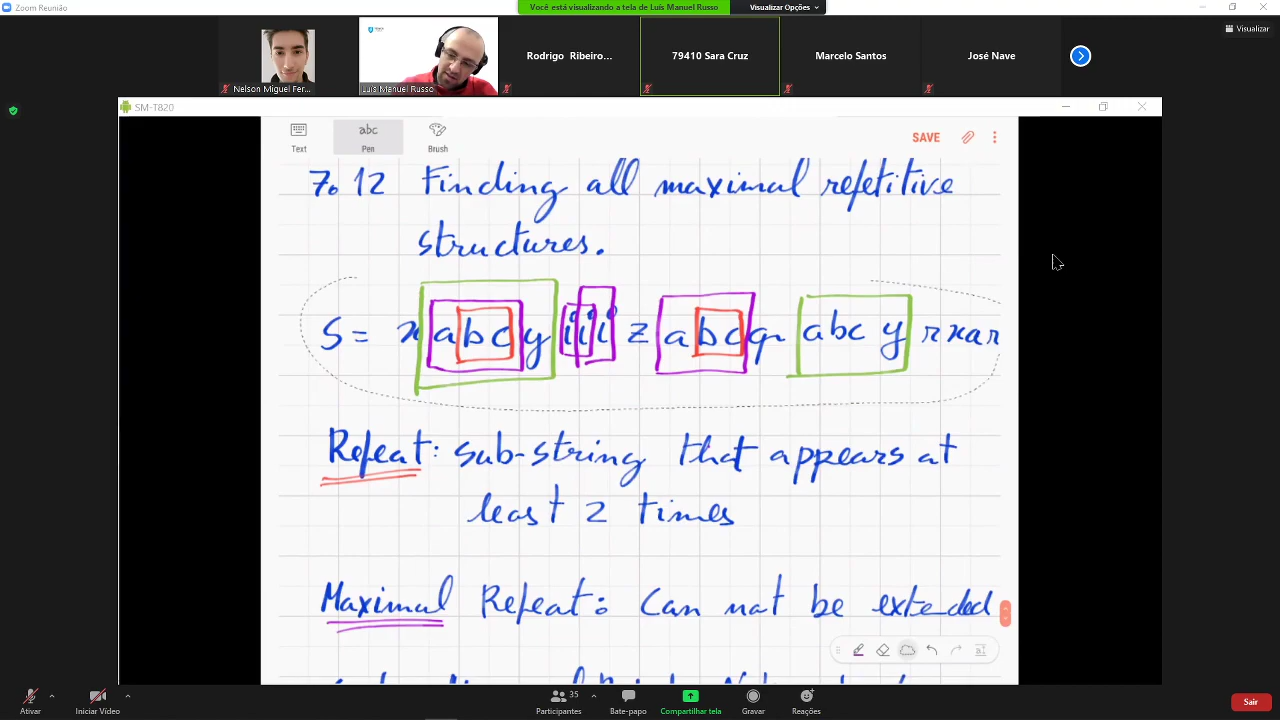 Zoom Reunião
Você está visualizando a tela de Luís Manuel Russo
Visualizar Opções
Visualizar
Nelson Miguel Fer...
Luís Manuel Russo
Rodrigo Ribeiro...
79410 Sara Cruz
Marcelo Santos
José Nave
SM-T820
Text
abc
Pen
Brush
SAVE
7.12 Finding all maximal repetitive
structures.
S = xabcyiiizabcqabcyrxar
Repeat: sub-string that appears at
least 2 times
Maximal Repeat: Can not be extended
Ativar
Iniciar Vídeo
35
Participantes
Bate-papo
Compartilhar tela
Gravar
Reações
Sair